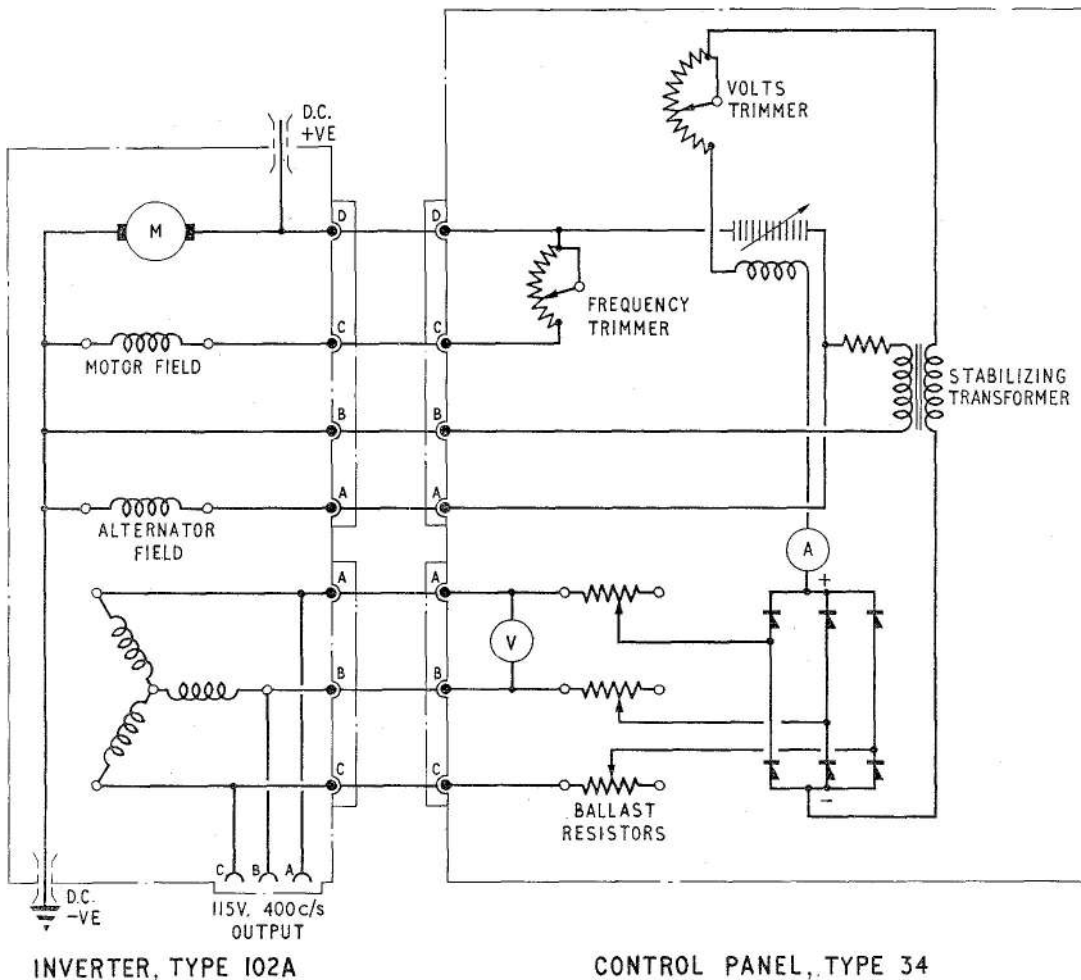 VOLTS
TRIMMER
D.C.
+VE
M
D
D
FREQUENCY
TRIMMER
C
C
MOTOR FIELD
STABILIZING
TRANSFORMER
B
B
A
A
ALTERNATOR
FIELD
A
+
A
A
V
B
B
C
C
BALLAST
RESISTORS
-
C B A
D.C.
-VE
115V, 400c/s
OUTPUT
INVERTER, TYPE 102A
CONTROL PANEL, TYPE 34